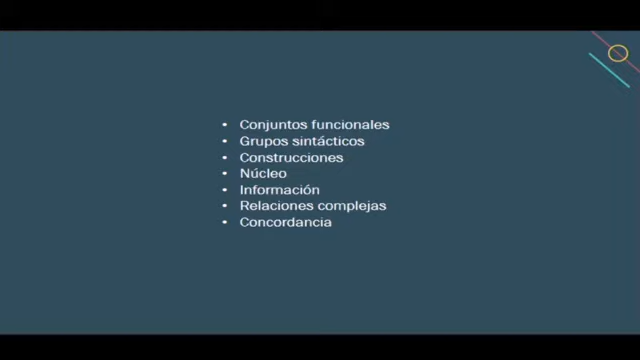 • Conjuntos funcionales
• Grupos sintácticos
• Construcciones
• Núcleo
• Información
• Relaciones complejas
• Concordancia